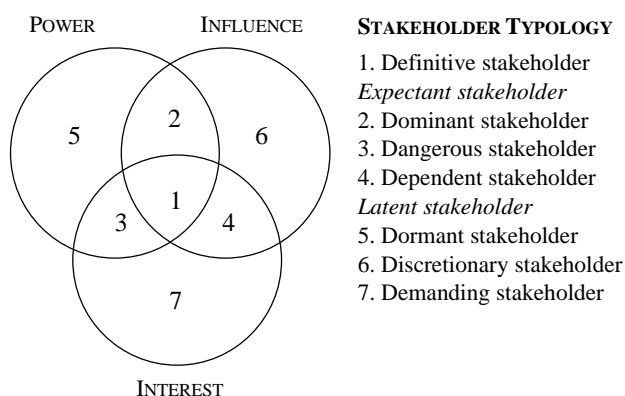 POWER
INFLUENCE
5
2
6
1
3
4
7
INTEREST
STAKEHOLDER TYPOLOGY
1. Definitive stakeholder
Expectant stakeholder
2. Dominant stakeholder
3. Dangerous stakeholder
4. Dependent stakeholder
Latent stakeholder
5. Dormant stakeholder
6. Discretionary stakeholder
7. Demanding stakeholder